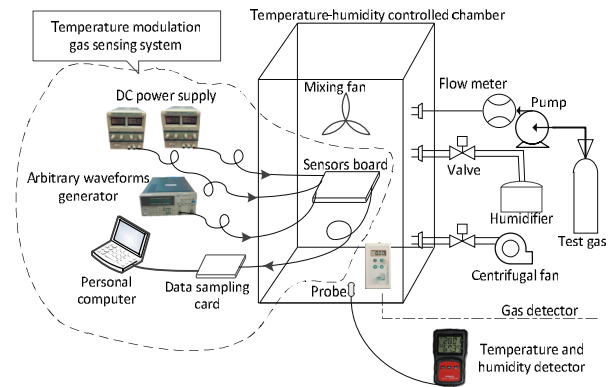 Temperature-humidity controlled chamber
Temperature modulation
gas sensing system
DC power supply
Mixing fan
Flow meter
Pump
Arbitrary waveforms
generator
Sensors board
Valve
Humidifier
Test gas
Personal
computer
Data sampling
card
Probe
Centrifugal fan
Gas detector
Temperature and
humidity detector